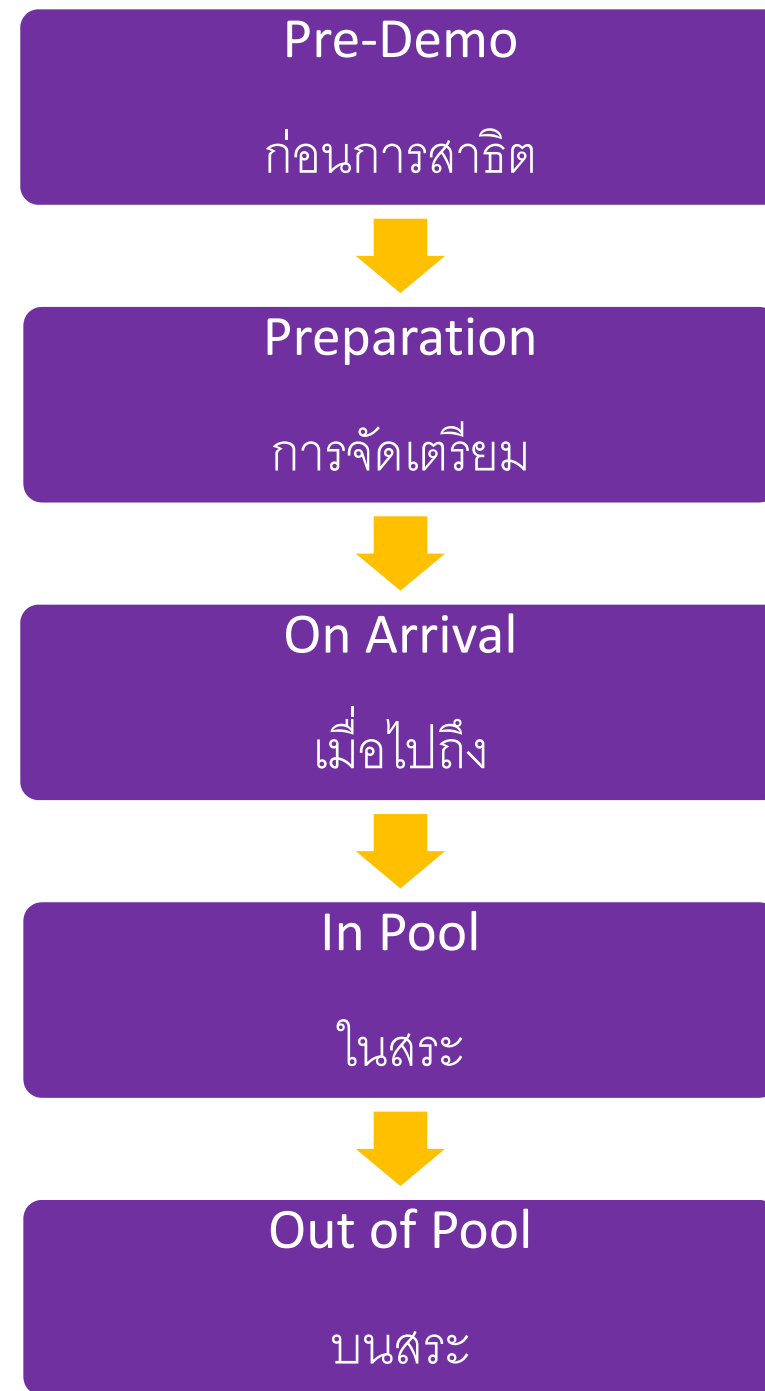 Pre-Demo
ก่อนการสาธิต
Preparation
การจัดเตรียม
On Arrival
เมื่อไปถึง
In Pool
ในสระ
Out of Pool
บนสระ